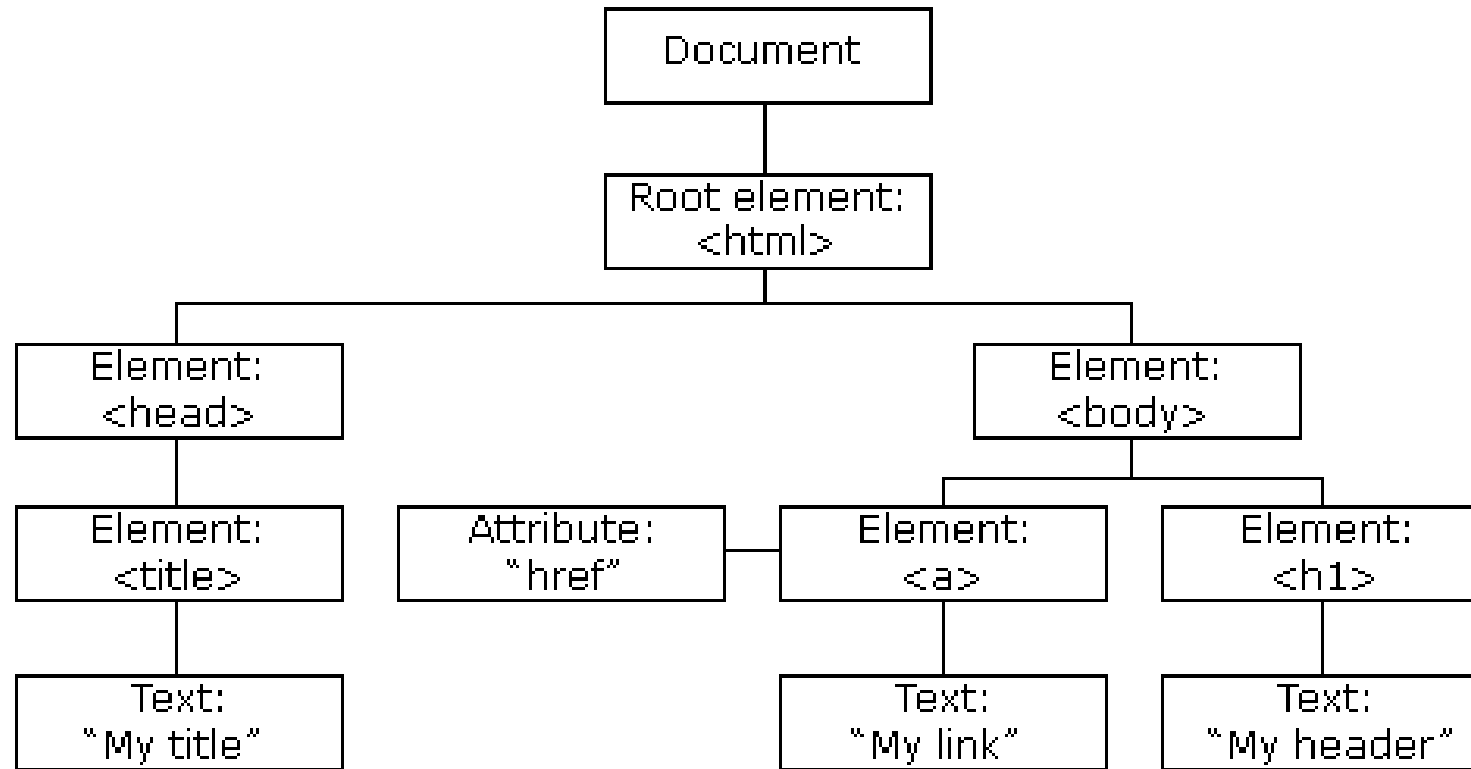 Document
Root element:
<html>
Element:
<head>
Element:
<body>
Element:
<title>
Attribute:
“href”
Element:
<a>
Element:
<h1>
Text:
“My title”
Text:
“My link”
Text:
“My header”